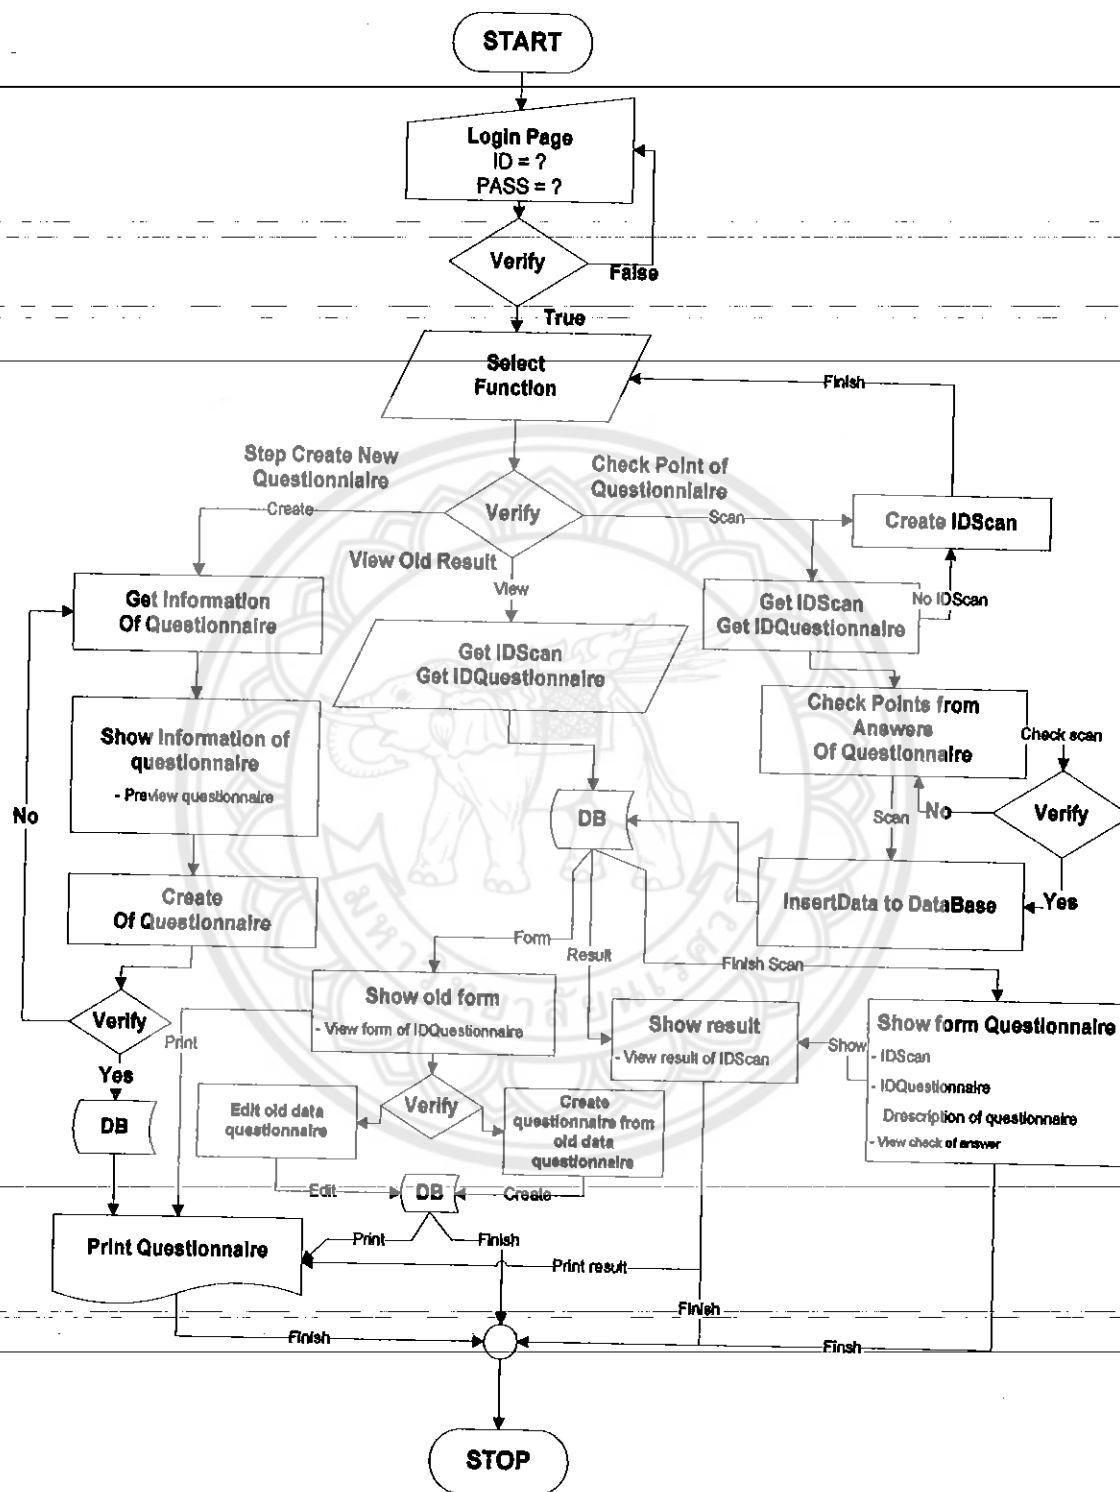 START
Login Page
ID = ?
PASS = ?
Verify
False
True
Select
Function
Finish
Step Create New
Questionniaire
Check Point of
Questionniaire
Create
Verify
Scan
Create IDScan
View Old Result
View
Get Information
Of Questionnaire
Get IDScan
Get IDQuestionnaire
Get IDScan
Get IDQuestionnaire
No IDScan
Show Information of
questionnaire
- Preview questionnaire
Check Points from
Answers
Of Questionnaire
Check scan
No
DB
Scan
No
Verify
Create
Of Questionnaire
InsertData to DataBase
Yes
Form
Result
Finish Scan
Verify
Print
Show old form
- View form of IDQuestionnaire
Show result
- View result of IDScan
Show
Show form Questionnaire
- IDScan
- IDQuestionnaire
Drescription of questionnaire
- View check of answer
Yes
DB
Edit old data
questionnaire
Verify
Create
questionnaire from
old data
questionnaire
Edit
DB
Create
Print Questionnaire
Print
Finish
Print result
Finish
Finish
Finsh
STOP